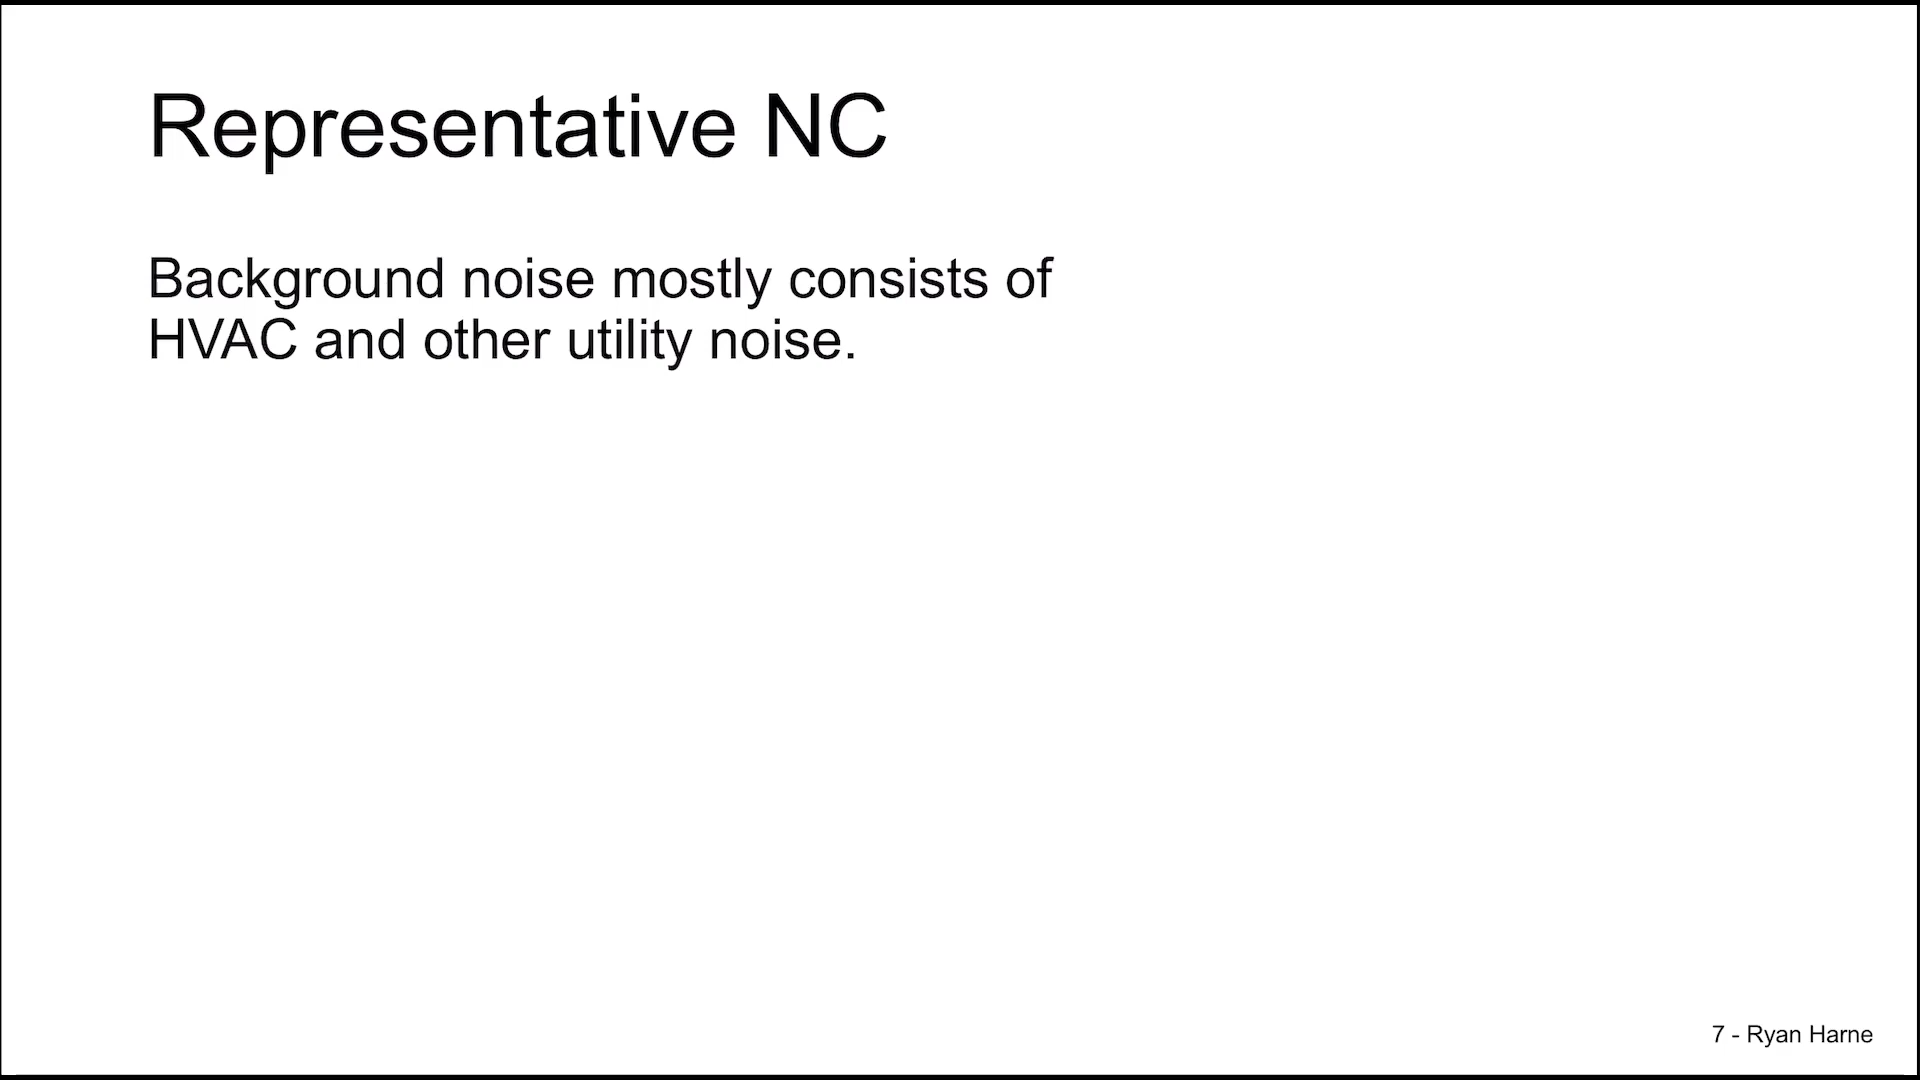 Representative NC
Background noise mostly consists of
HVAC and other utility noise.
7 - Ryan Harne